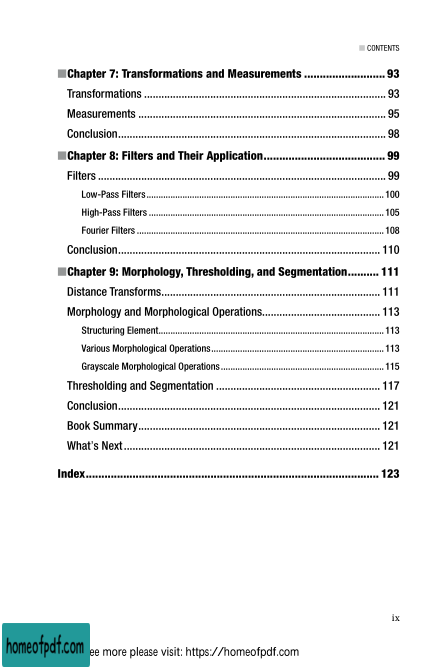 ■ CONTENTS
■Chapter 7: Transformations and Measurements .......................... 93
Transformations .................................................................................... 93
Measurements ...................................................................................... 95
Conclusion............................................................................................. 98
■Chapter 8: Filters and Their Application....................................... 99
Filters .................................................................................................... 99
Low-Pass Filters.................................................................................................... 100
High-Pass Filters ................................................................................................... 105
Fourier Filters ........................................................................................................ 108
Conclusion........................................................................................... 110
■Chapter 9: Morphology, Thresholding, and Segmentation.......... 111
Distance Transforms............................................................................ 111
Morphology and Morphological Operations......................................... 113
Structuring Element............................................................................................... 113
Various Morphological Operations......................................................................... 113
Grayscale Morphological Operations..................................................................... 115
Thresholding and Segmentation ......................................................... 117
Conclusion........................................................................................... 121
Book Summary.................................................................................... 121
What's Next......................................................................................... 121
Index............................................................................................... 123
ix
homeofpdf.com
ee more please visit: https://homeofpdf.com